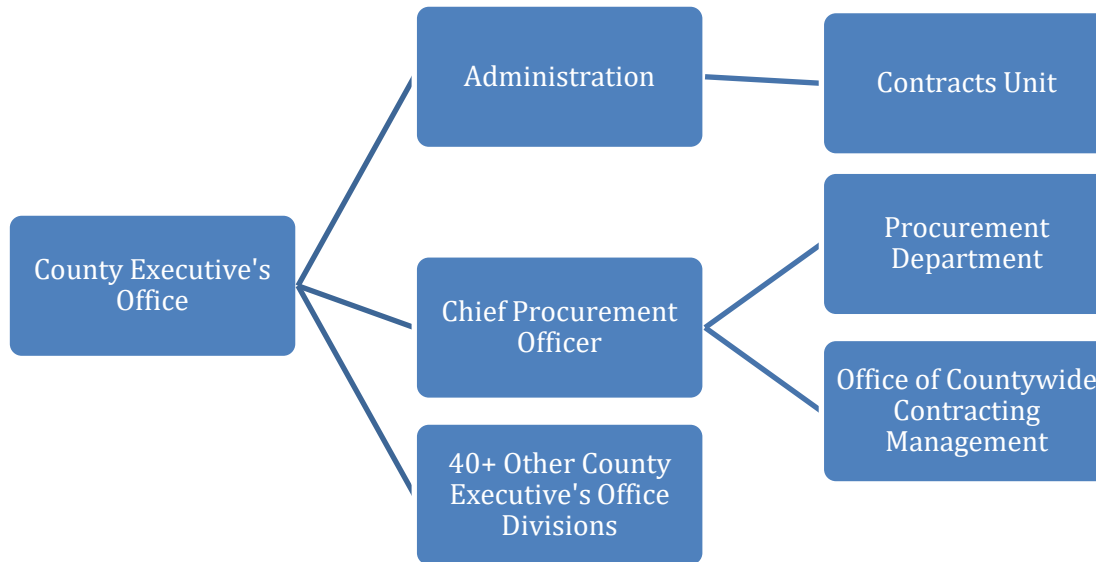 Administration
Contracts Unit
County Executive's
Office
Chief Procurement
Officer
Procurement
Department
Office of Countywide
Contracting
Management
40+ Other County
Executive's Office
Divisions